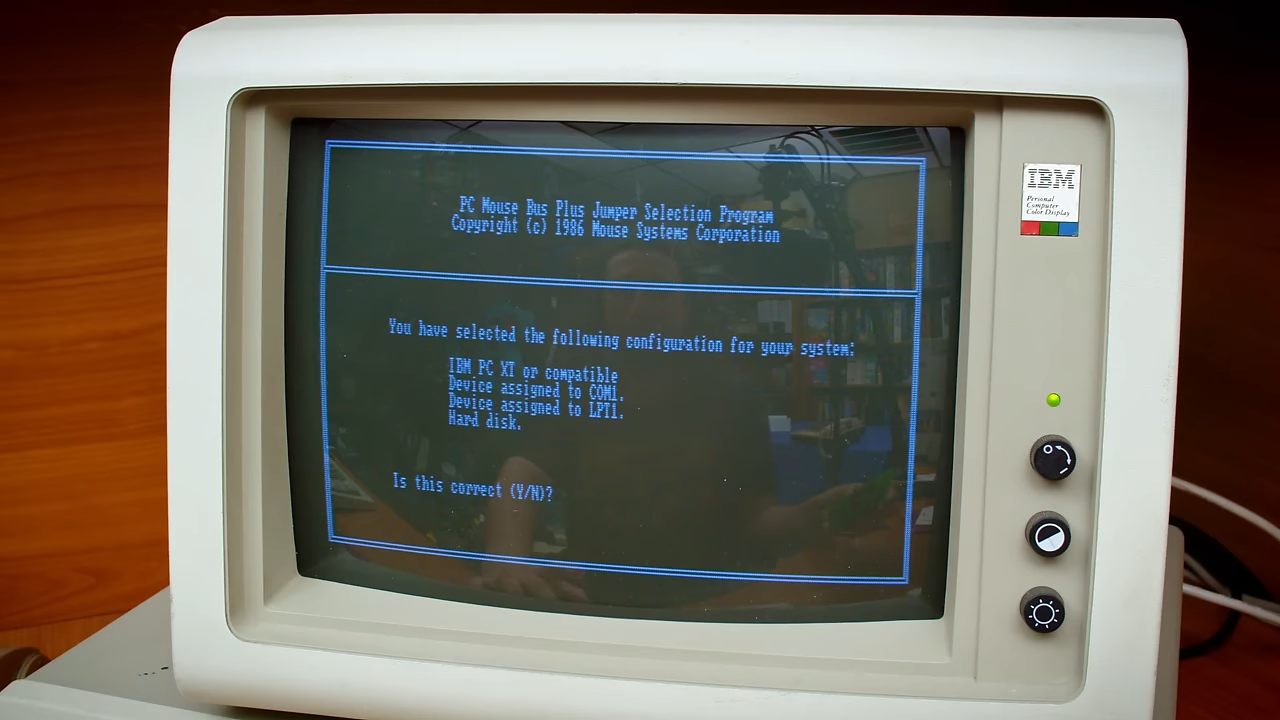 PC Mouse Bus Plus Jumper Selection Program
Copyright (c) 1986 Mouse Systems Corporation
You have selected the following configuration for your system:
IBM PC XT or compatible
Device assigned to COM1.
Device assigned to LPT1.
Hard disk.
Is this correct (Y/N)?
IBM
Personal
Computer
Color Display